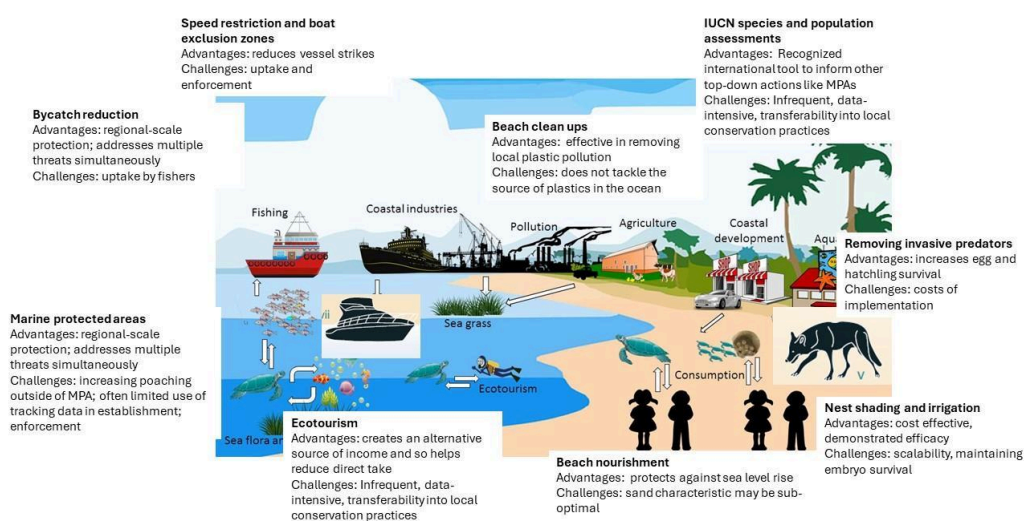 Speed restriction and boat
exclusion zones
Advantages: reduces vessel strikes
Challenges: uptake and
enforcement
IUCN species and population
assessments
Advantages: Recognized
international tool to inform other
top-down actions like MPAs
Challenges: Infrequent, data-
intensive, transferability into local
conservation practices
Bycatch reduction
Advantages: regional-scale
protection; addresses multiple
threats simultaneously
Challenges: uptake by fishers
Beach clean ups
Advantages: effective in removing
local plastic pollution
Challenges: does not tackle the
source of plastics in the ocean
Fishing
Coastal industries
Pollution
Agriculture
Coastal
development
Aqua
Removing invasive predators
Advantages: increases egg and
hatchling survival
Challenges: costs of
implementation
Marine protected areas
Advantages: regional-scale
protection; addresses multiple
threats simultaneously
Challenges: increasing poaching
outside of MPA; often limited use of
tracking data in establishment;
enforcement
vii
Sea grass
Ecotourism
Consumption
v
Sea flora an
Ecotourism
Advantages: creates an alternative
source of income and so helps
reduce direct take
Challenges: Infrequent, data-
intensive, transferability into local
conservation practices
Beach nourishment
Advantages: protects against sea level rise
Challenges: sand characteristic may be sub-
optimal
Nest shading and irrigation
Advantages: cost effective,
demonstrated efficacy
Challenges: scalability, maintaining
embryo survival